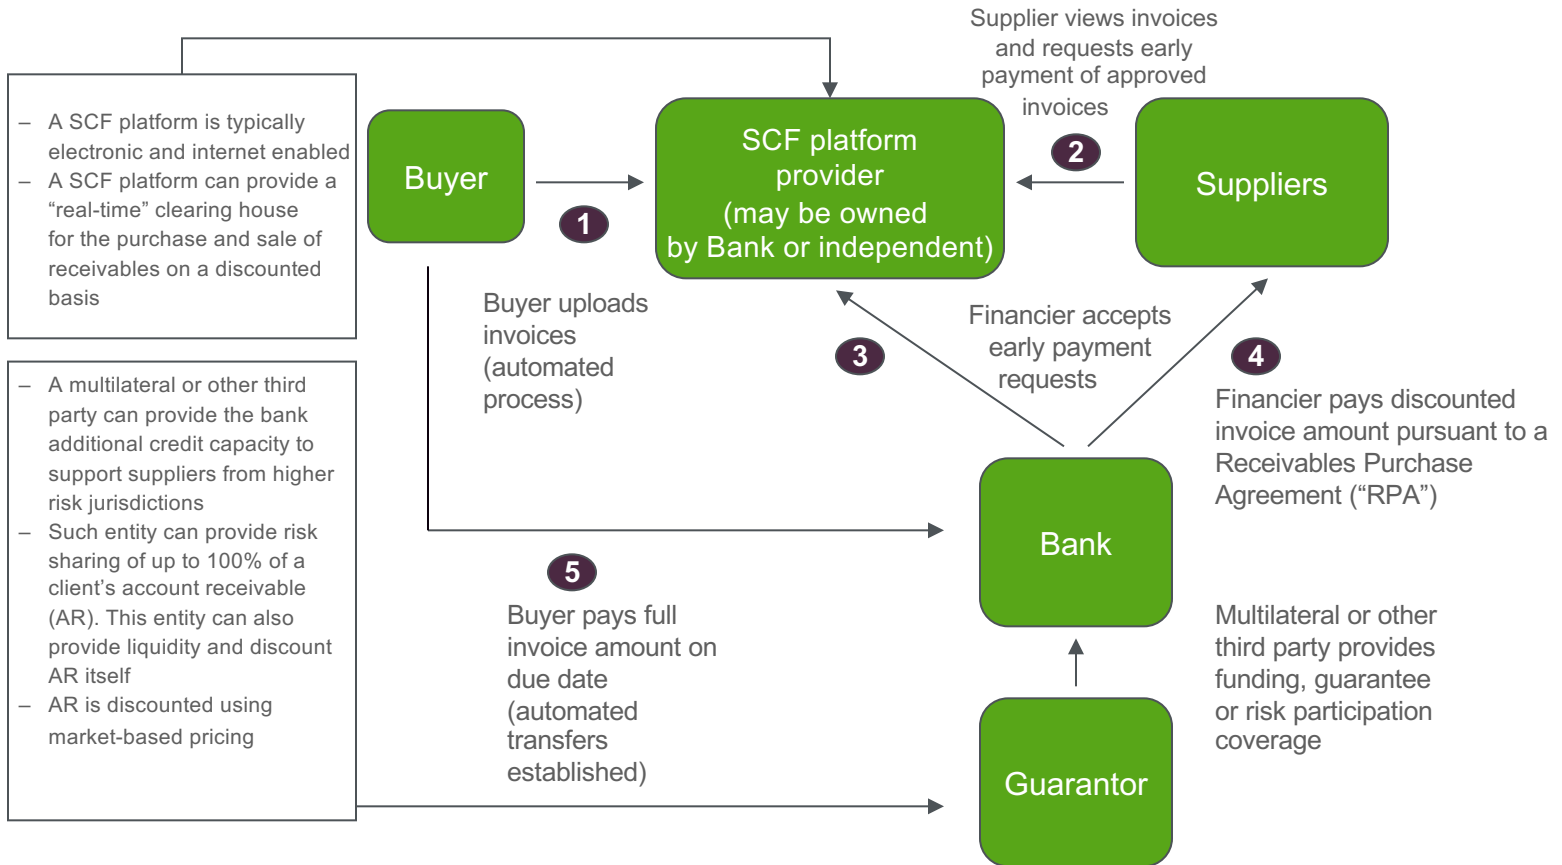 Supplier views invoices
and requests early
payment of approved
invoices
– A SCF platform is typically
electronic and internet enabled
– A SCF platform can provide a
“real-time” clearing house
for the purchase and sale of
receivables on a discounted
basis
Buyer
1
SCF platform
provider
(may be owned
by Bank or independent)
2
Suppliers
Buyer uploads
invoices
(automated
process)
3
Financier accepts
early payment
requests
4
Financier pays discounted
invoice amount pursuant to a
Receivables Purchase
Agreement (“RPA”)
– A multilateral or other third
party can provide the bank
additional credit capacity to
support suppliers from higher
risk jurisdictions
– Such entity can provide risk
sharing of up to 100% of a
client’s account receivable
(AR). This entity can also
provide liquidity and discount
AR itself
– AR is discounted using
market-based pricing
Bank
5
Buyer pays full
invoice amount on
due date
(automated
transfers
established)
Multilateral or other
third party provides
funding, guarantee
or risk participation
coverage
Guarantor